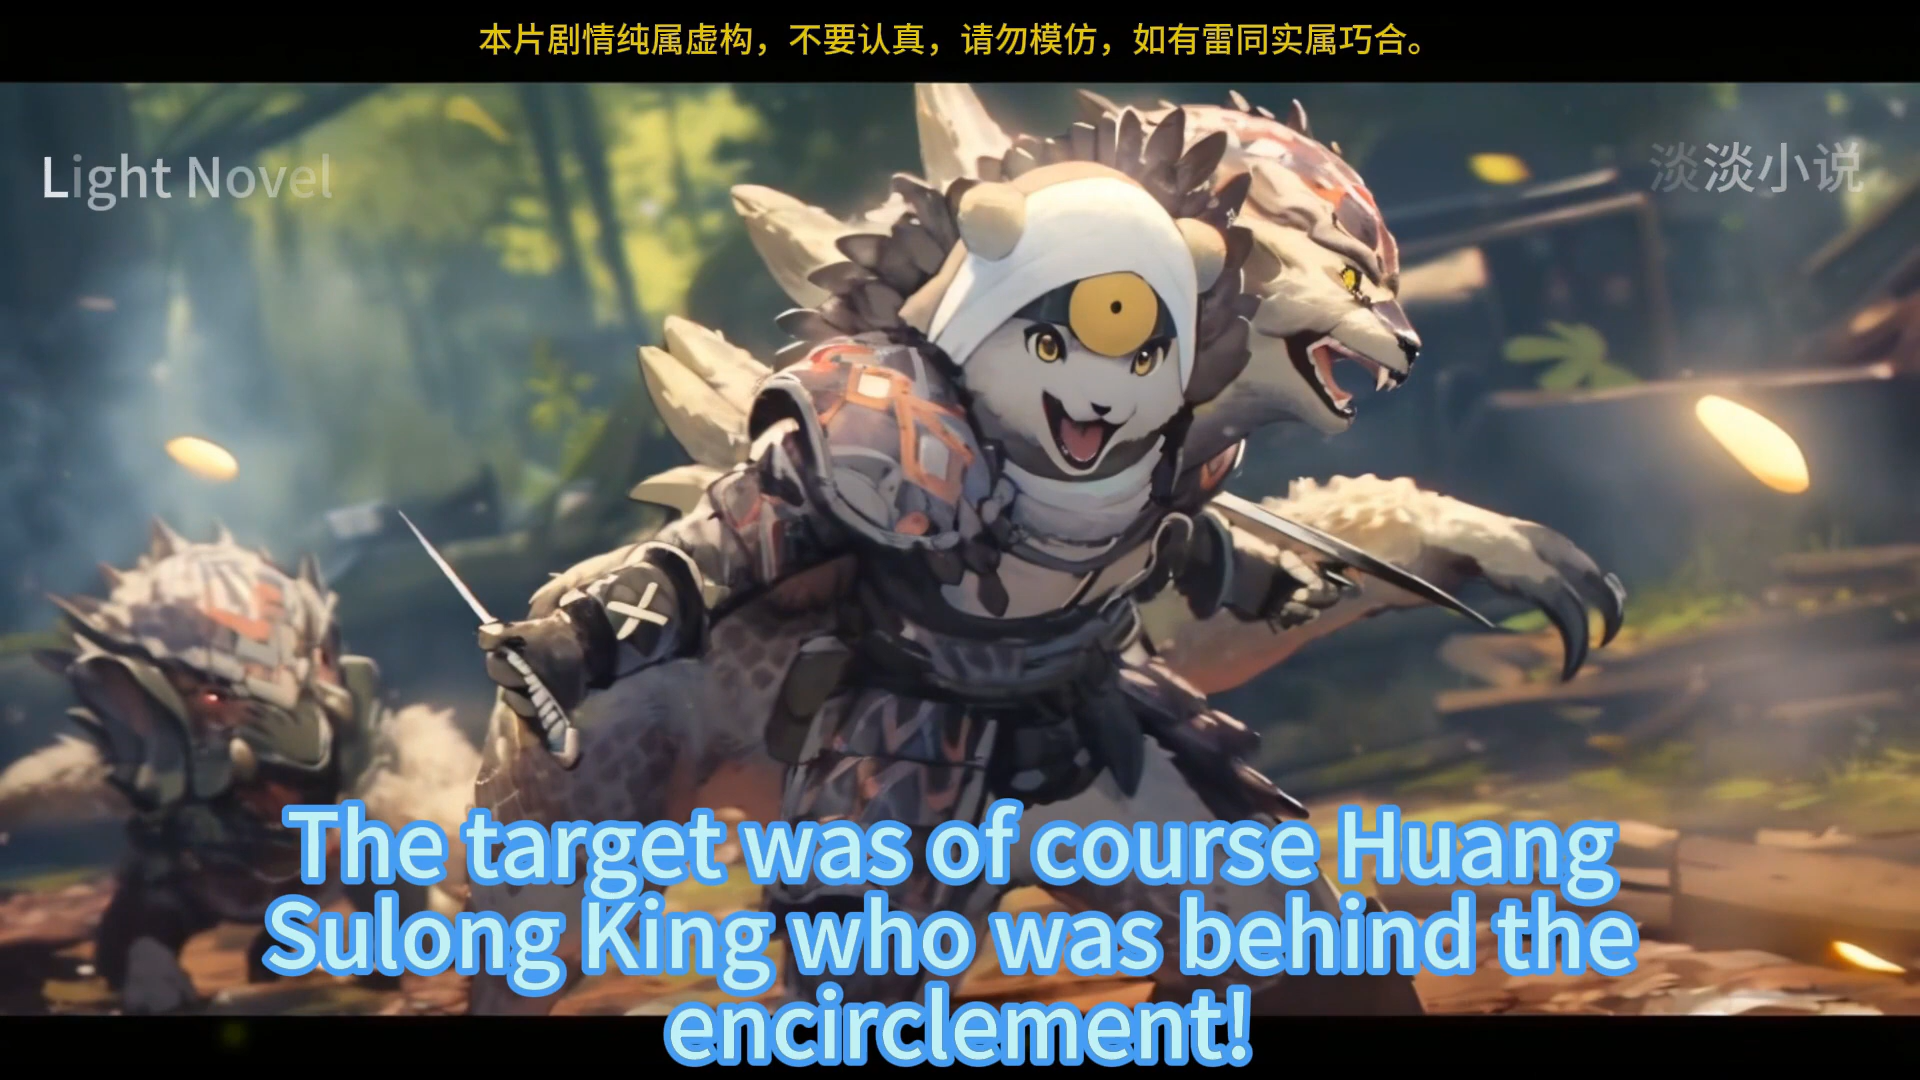 本片剧情纯属虚构，不要认真，请勿模仿，如有雷同实属巧合。
Light Novel
淡淡小说
The target was of course Huang
Sulong King who was behind the
encirclement!